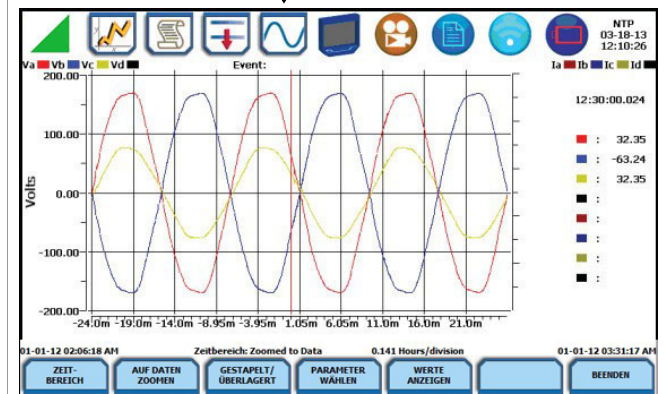 NTP
03-18-13
12:10:26
Va Vb Vc Vd Event: Ia Ib Ic Id
200.00
12:30:00.024
100.00
: 32.35
: -63.24
: 32.35
Volts
0.00
:
:
:
-100.00
:
:
-200.00
-24.0m -19.0m -14.0m -8.95m -3.95m 1.05m 6.05m 11.0m 16.0m 21.0m
01-01-12 02:06:18 AM Zeitbereich: Zoomed to Data 0.141 Hours/division 01-01-12 03:31:17 AM
ZEIT-
BEREICH
AUF DATEN
ZOOMEN
GESTAPELT/
ÜBERLAGERT
PARAMETER
WÄHLEN
WERTE
ANZEIGEN
BEENDEN